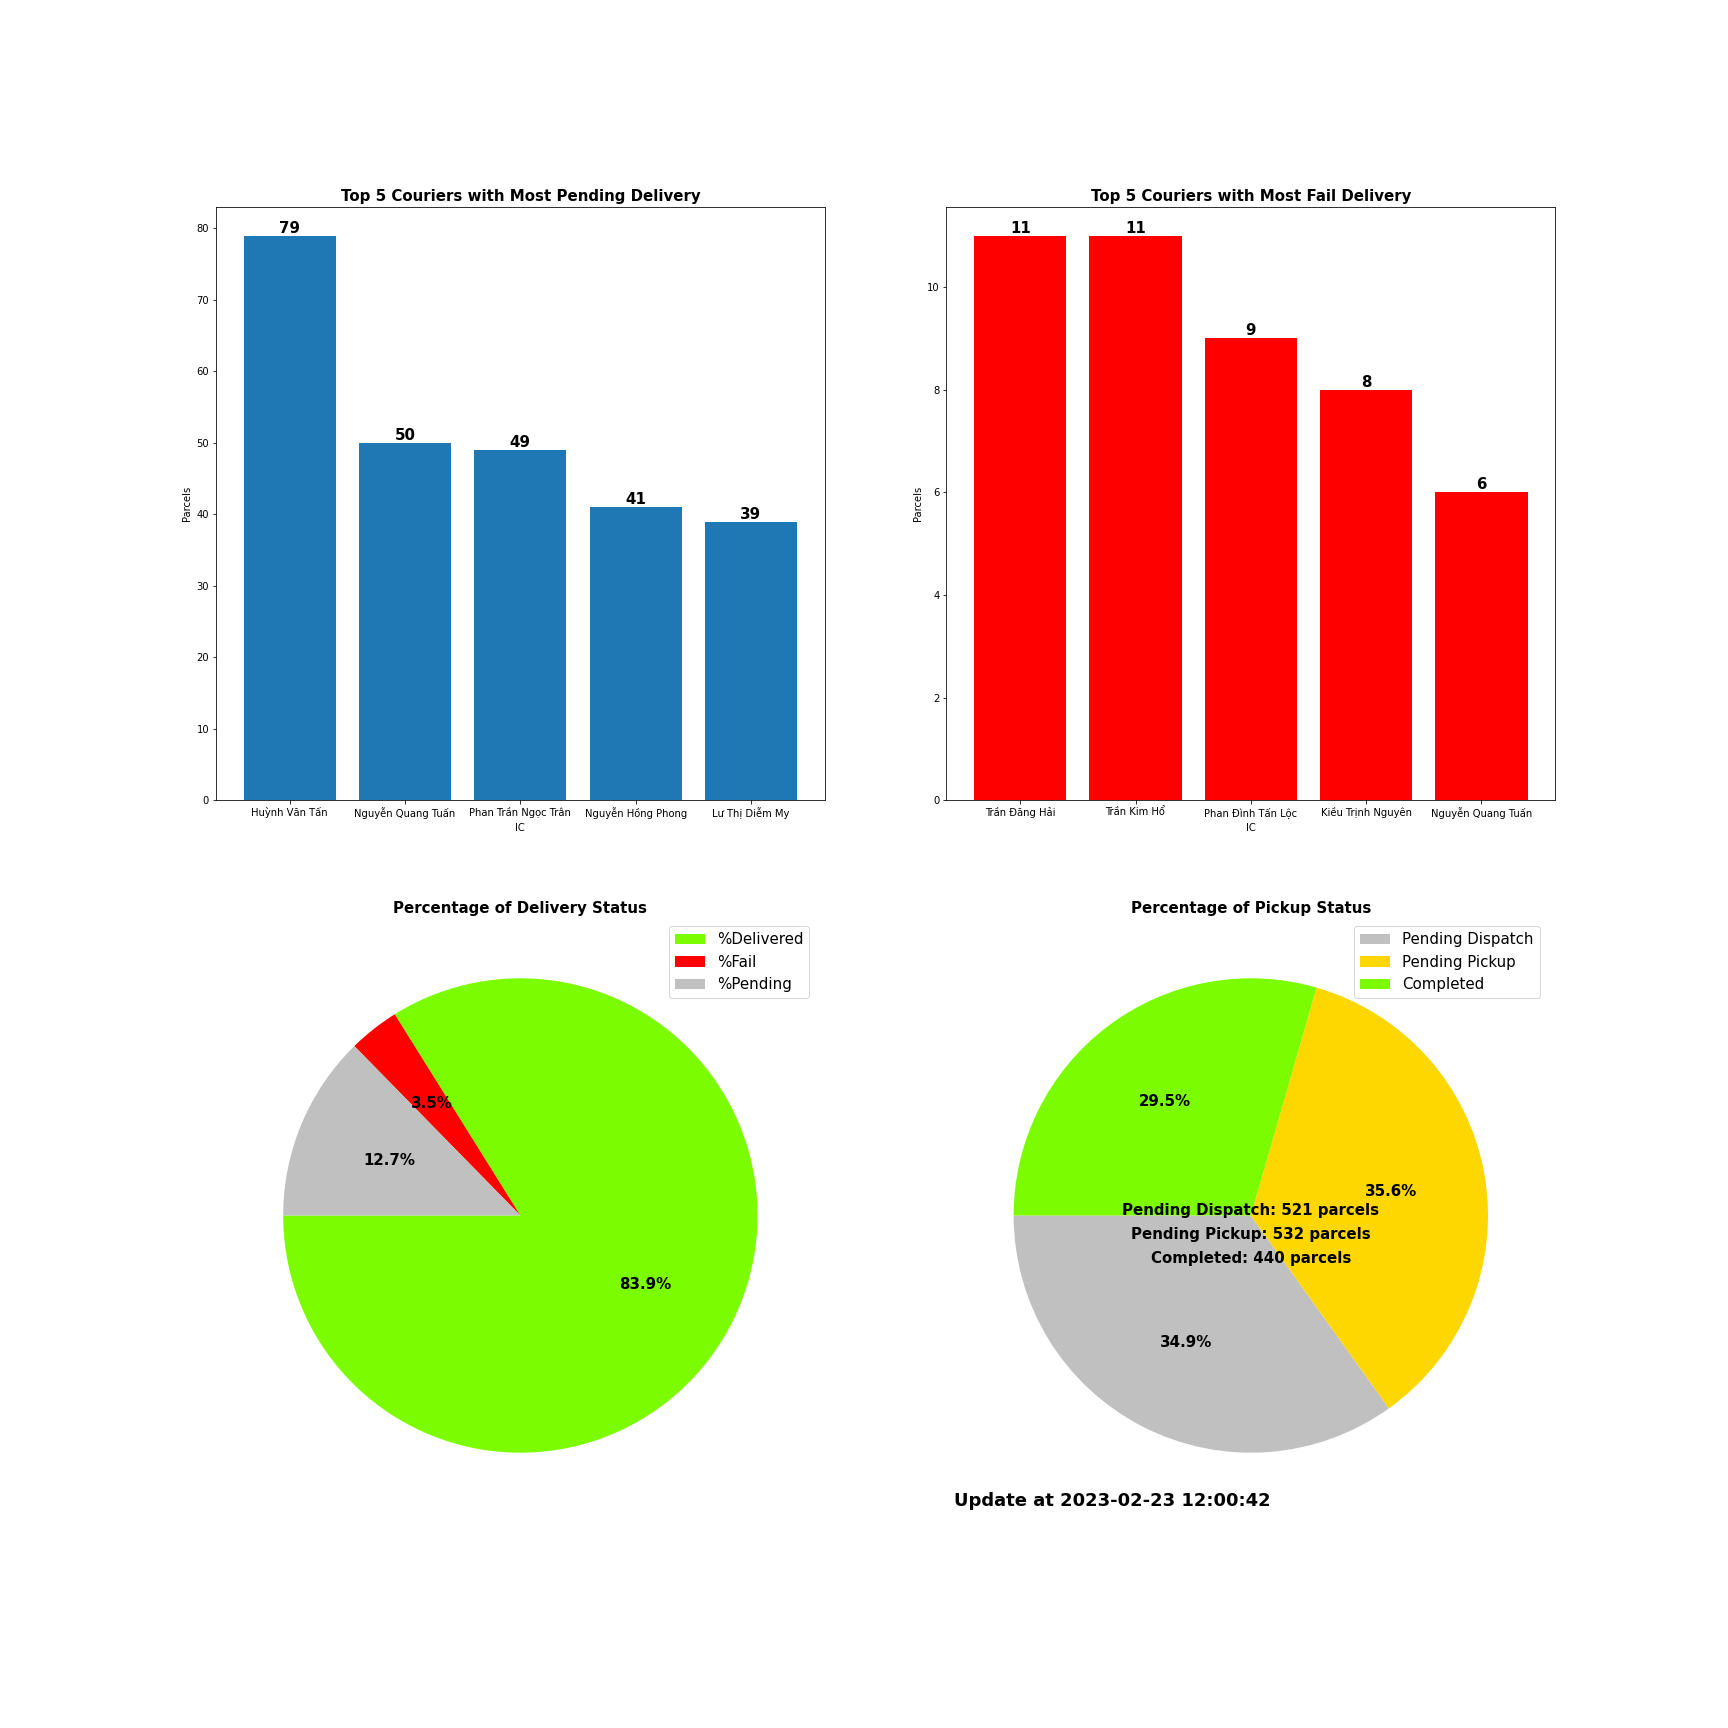 Top 5 Couriers with Most Pending Delivery
80
70
60
50
40
30
20
10
0
Parcels
79
50
49
41
39
Huỳnh Văn Tấn
Nguyễn Quang Tuấn
Phan Trần Ngọc Trân
Nguyễn Hồng Phong
Lư Thị Diễm My
IC
Top 5 Couriers with Most Fail Delivery
10
8
6
4
2
0
Parcels
11
11
9
8
6
Trần Đăng Hải
Trần Kim Hổ
Phan Đình Tấn Lộc
Kiều Trịnh Nguyên
Nguyễn Quang Tuấn
IC
Percentage of Delivery Status
%Delivered
%Fail
%Pending
3.5%
12.7%
83.9%
Percentage of Pickup Status
Pending Dispatch
Pending Pickup
Completed
29.5%
35.6%
Pending Dispatch: 521 parcels
Pending Pickup: 532 parcels
Completed: 440 parcels
34.9%
Update at 2023-02-23 12:00:42